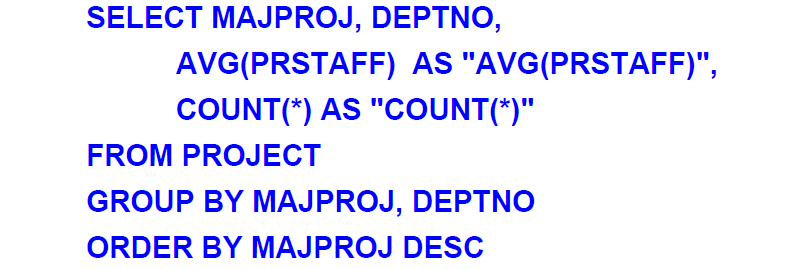 SELECT MAJPROJ, DEPTNO,
AVG(PRSTAFF) AS "AVG(PRSTAFF)",
COUNT(*) AS "COUNT(*)"
FROM PROJECT
GROUP BY MAJPROJ, DEPTNO
ORDER BY MAJPROJ DESC